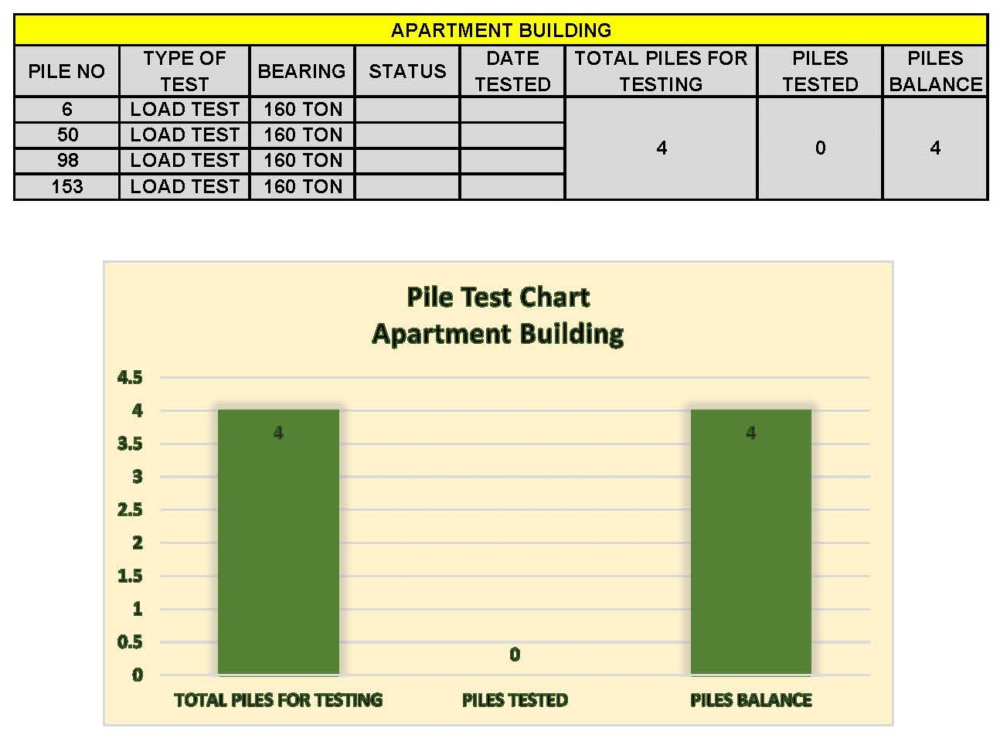 APARTMENT BUILDING
PILE NO TYPE OF TEST BEARING STATUS DATE TESTED TOTAL PILES FOR TESTING PILES TESTED PILES BALANCE
6 LOAD TEST 160 TON 4 0 4
50 LOAD TEST 160 TON
98 LOAD TEST 160 TON
153 LOAD TEST 160 TON
Pile Test Chart
Apartment Building
4.5
4
3.5
3
2.5
2
1.5
1
0.5
0
4
0
4
TOTAL PILES FOR TESTING PILES TESTED PILES BALANCE